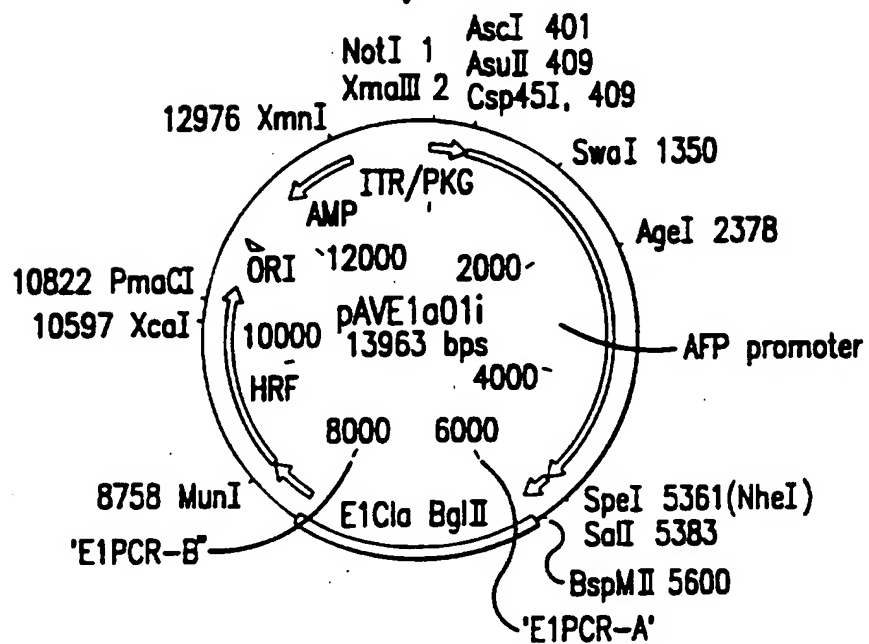 NotI 1
XmaIII 2
AscI 401
AsuII 409
Csp45I, 409
12976 XmnI
SwaI 1350
ITR/PKG
AMP
AgeI 2378
ORI
12000
2000
10822 PmaCI
10597 XcaI
pAVE1a01i
13963 bps
10000
AFP promoter
4000
HRF
8000
6000
8758 MunI
E1Cla BglII
SpeI 5361(NheI)
SalI 5383
'E1PCR-B"
BspMII 5600
'E1PCR-A'